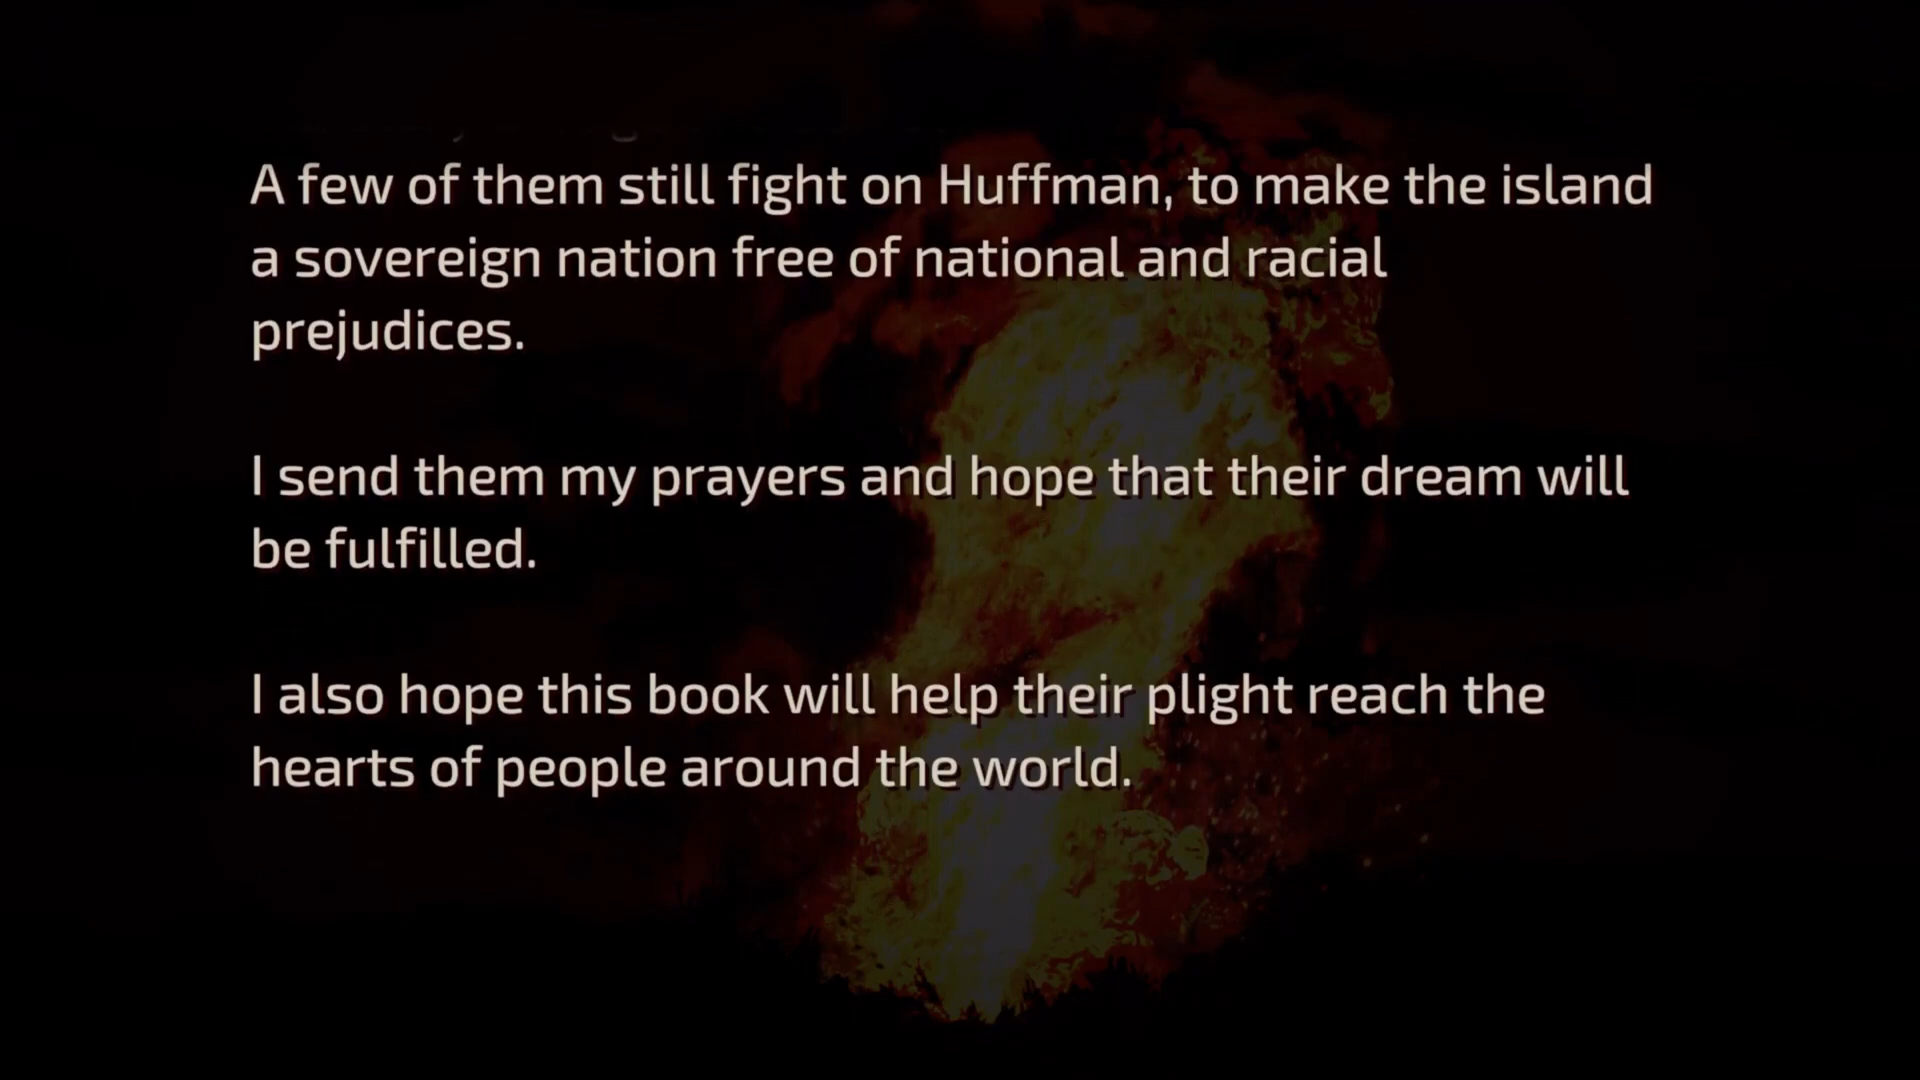 A few of them still fight on Huffman, to make the island
a sovereign nation free of national and racial
prejudices.
I send them my prayers and hope that their dream will
be fulfilled.
I also hope this book will help their plight reach the
hearts of people around the world.